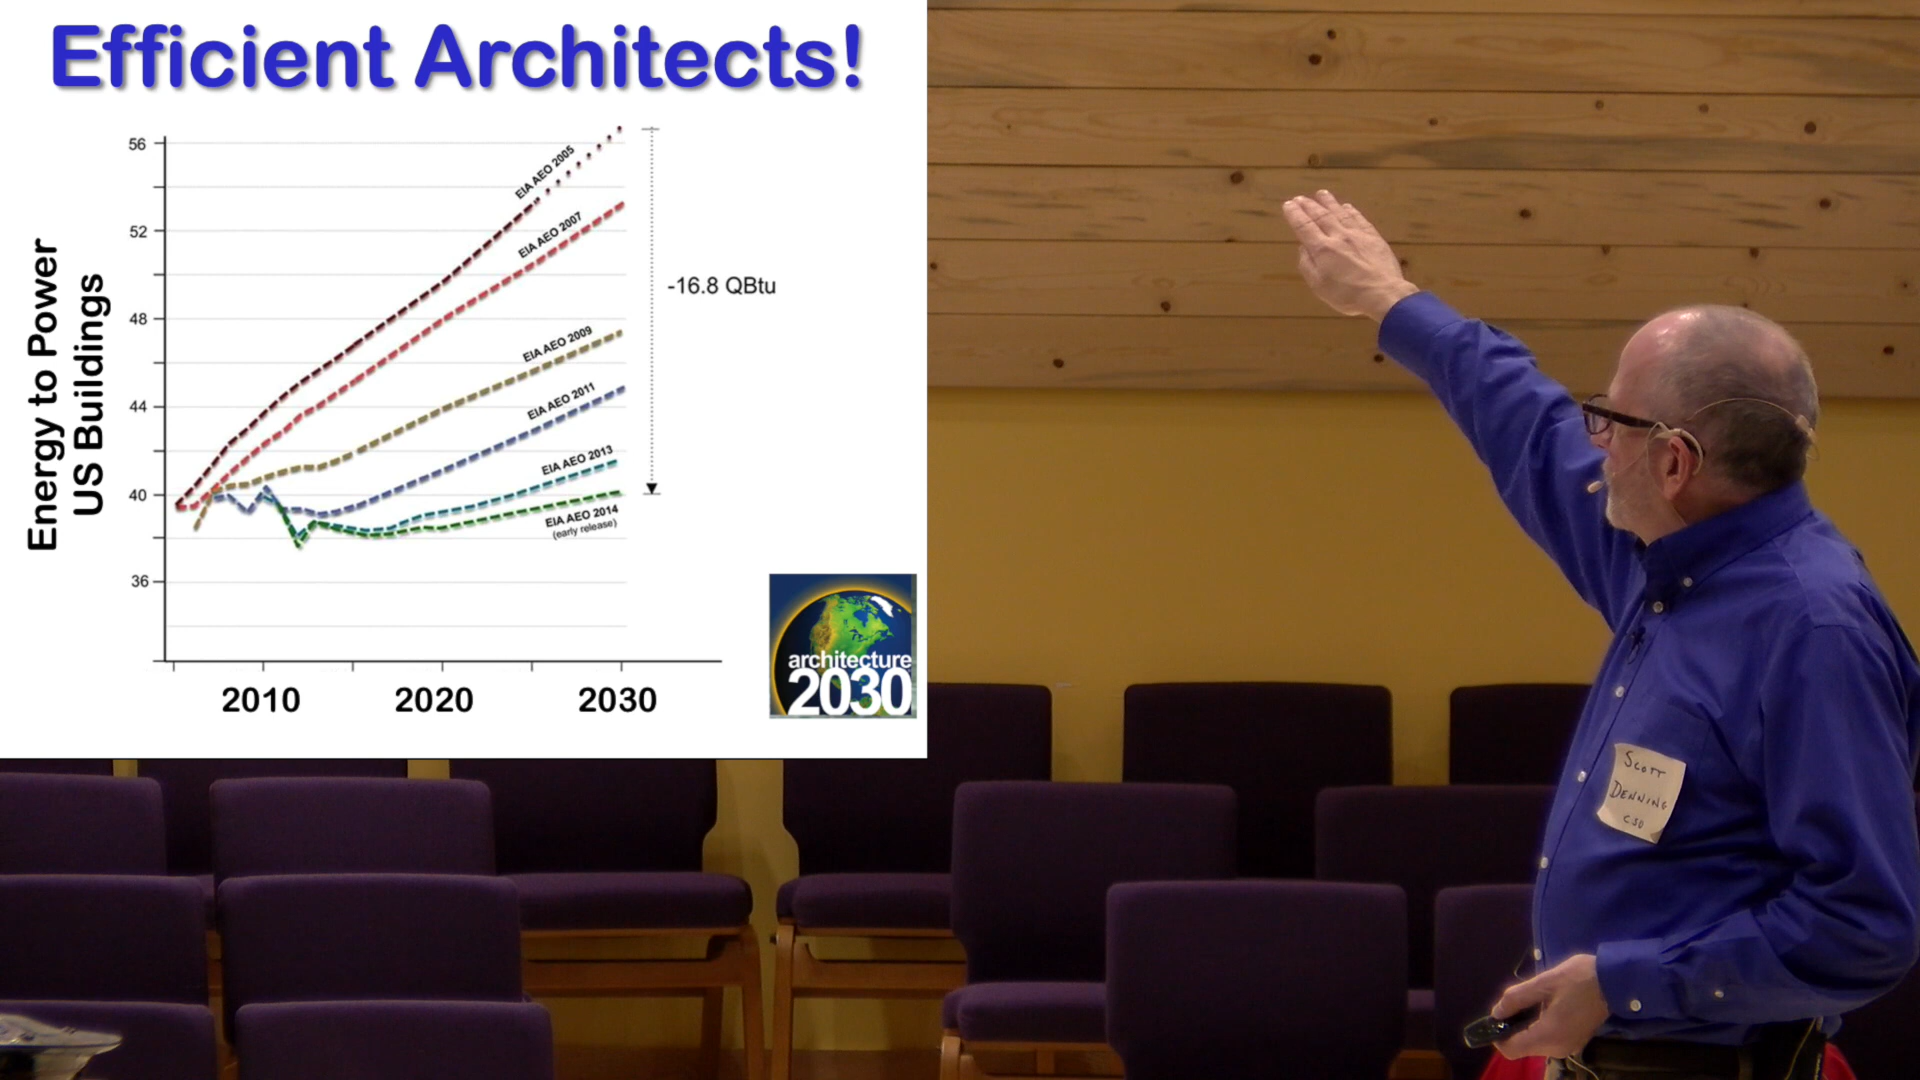 Efficient Architects!
Energy to Power
US Buildings
56
52
48
44
40
36
EIA AEO 2005
EIA AEO 2007
EIA AEO 2009
EIA AEO 2011
EIA AEO 2013
EIA AEO 2014
(early release)
-16.8 QBtu
2010
2020
2030
architecture
2030
SCOTT
DENNING
CSU